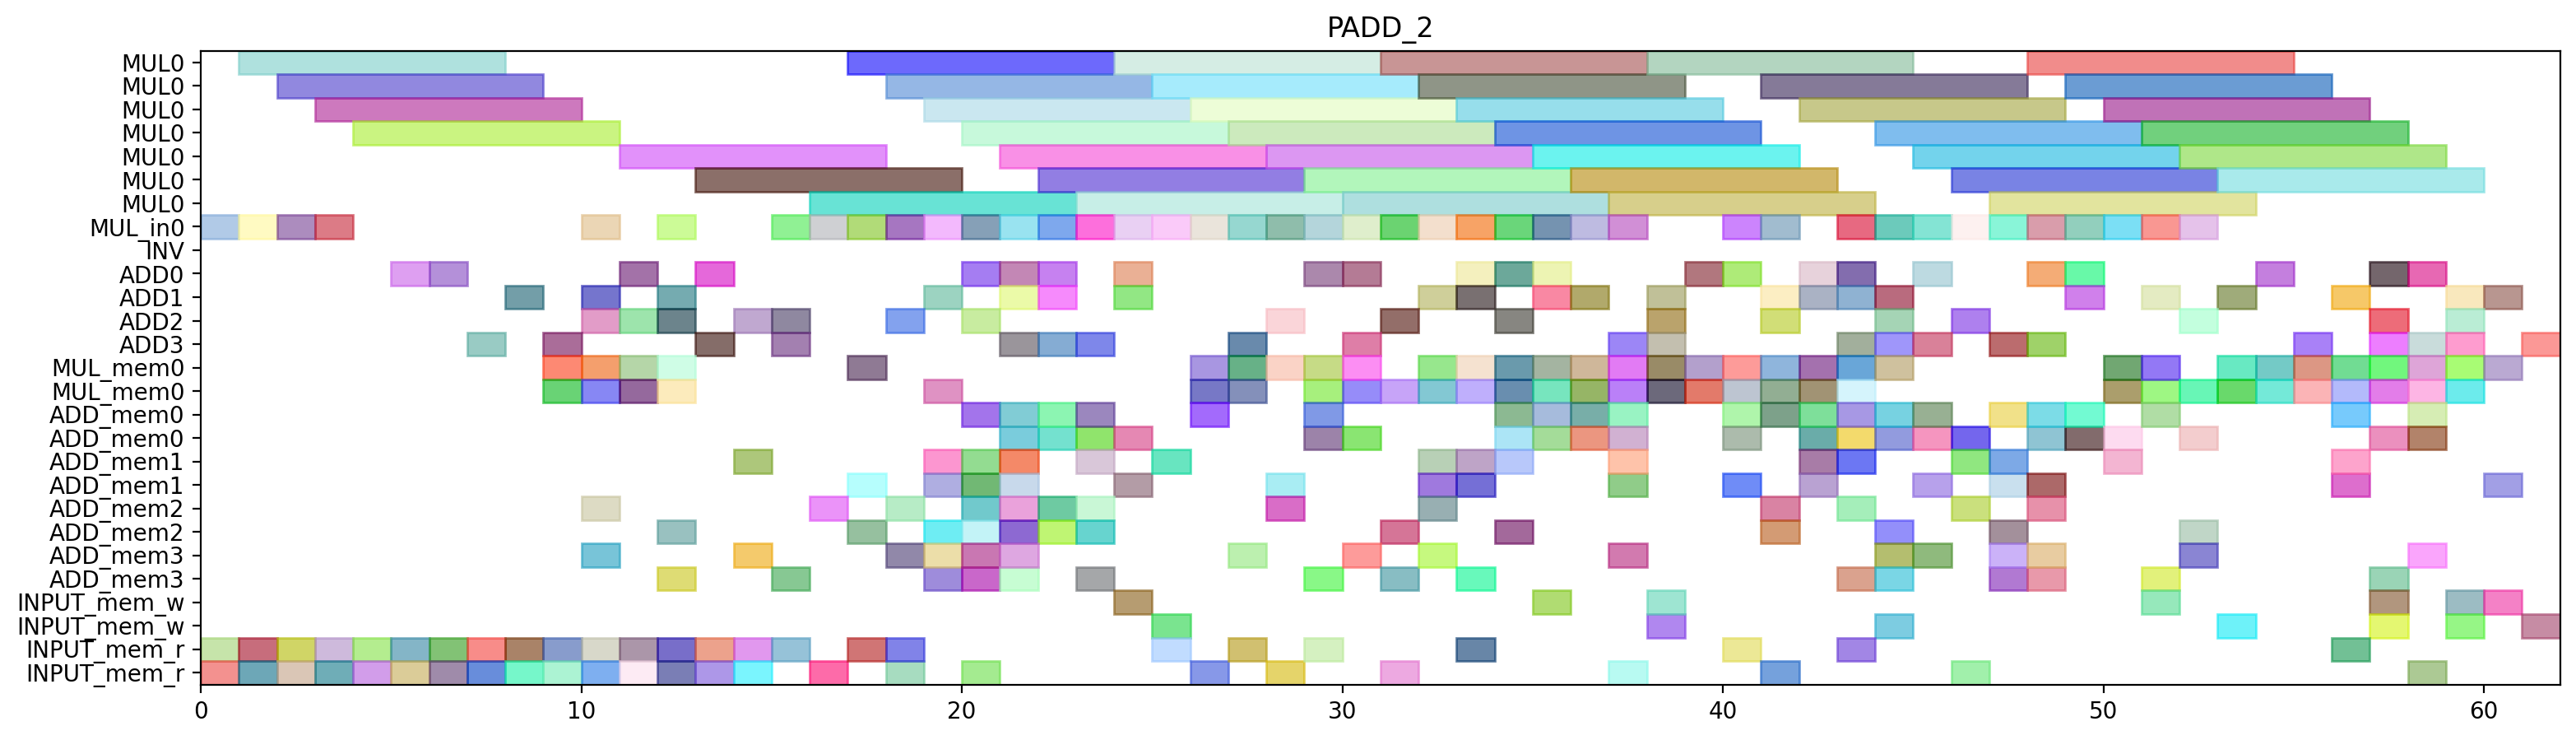 PADD_2
MUL0
MUL0
MUL0
MUL0
MUL0
MUL0
MUL0
MUL_in0
INV
ADD0
ADD1
ADD2
ADD3
MUL_mem0
MUL_mem0
ADD_mem0
ADD_mem0
ADD_mem1
ADD_mem1
ADD_mem2
ADD_mem2
ADD_mem3
ADD_mem3
INPUT_mem_w
INPUT_mem_w
INPUT_mem_r
INPUT_mem_r
0 10 20 30 40 50 60